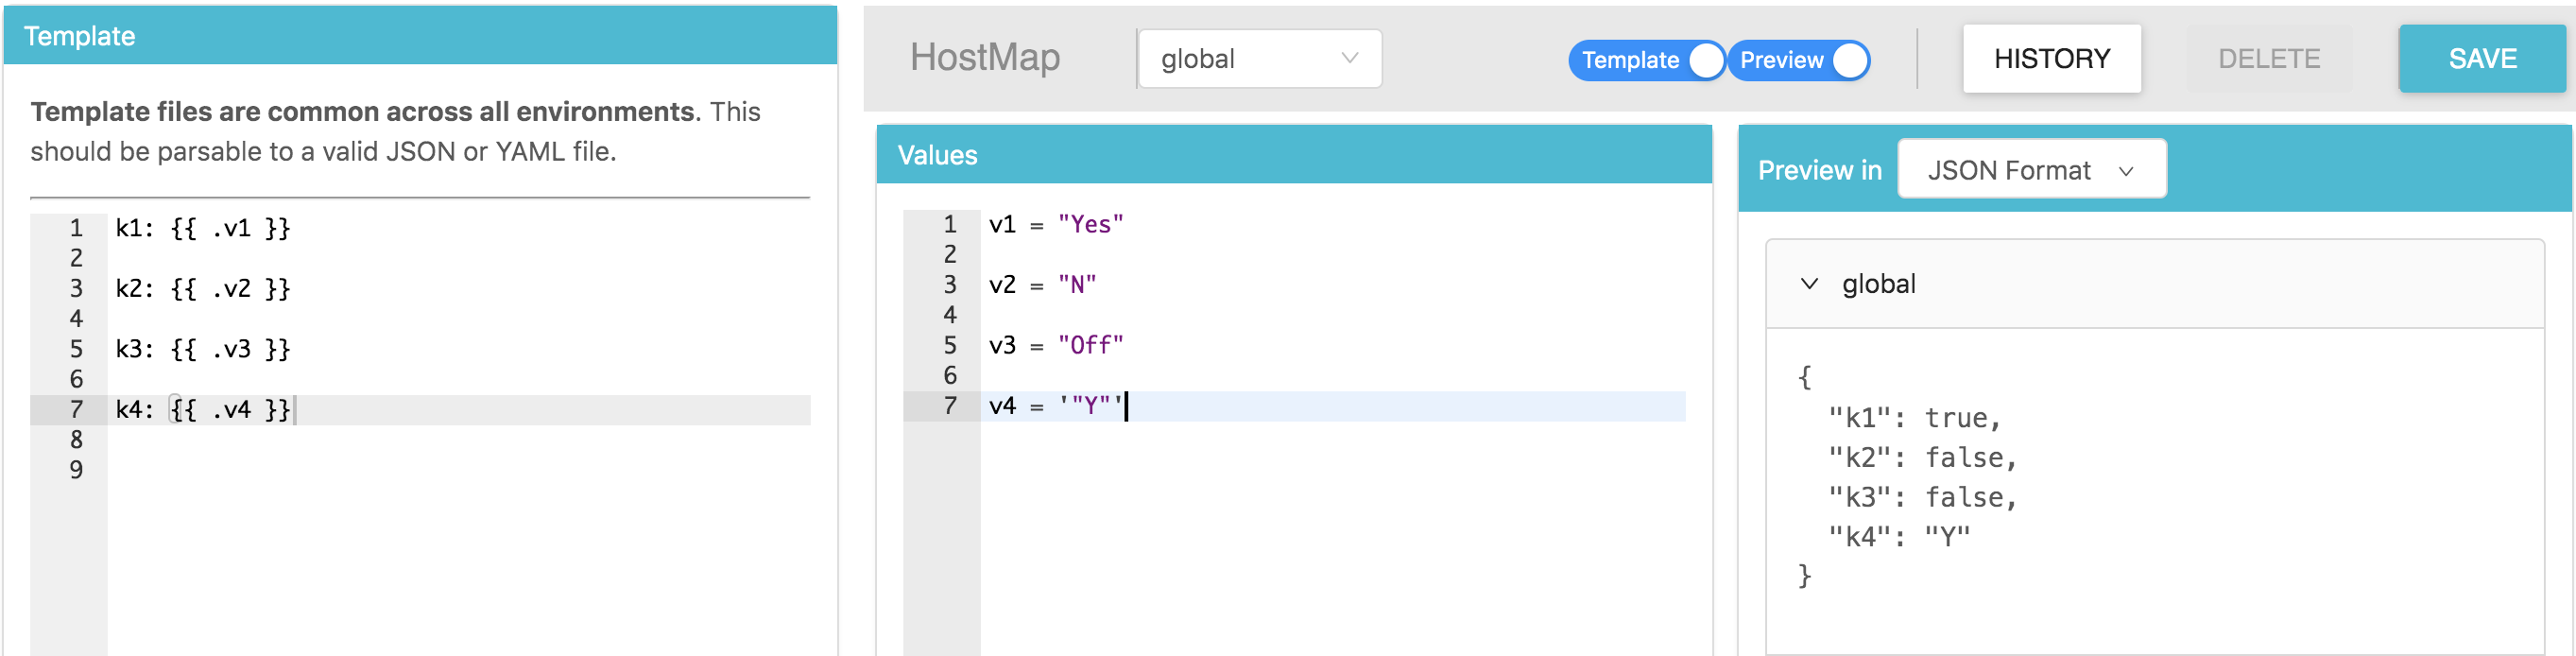 Template
Template files are common across all environments. This
should be parsable to a valid JSON or YAML file.
1 k1: {{ .v1 }}
2
3 k2: {{ .v2 }}
4
5 k3: {{ .v3 }}
6
7 k4: {{ .v4 }}
8
9
HostMap global Template Preview HISTORY DELETE SAVE
Values
1 v1 = "Yes"
2
3 v2 = "N"
4
5 v3 = "Off"
6
7 v4 = '"Y"'
Preview in JSON Format
global
{
"k1": true,
"k2": false,
"k3": false,
"k4": "Y"
}